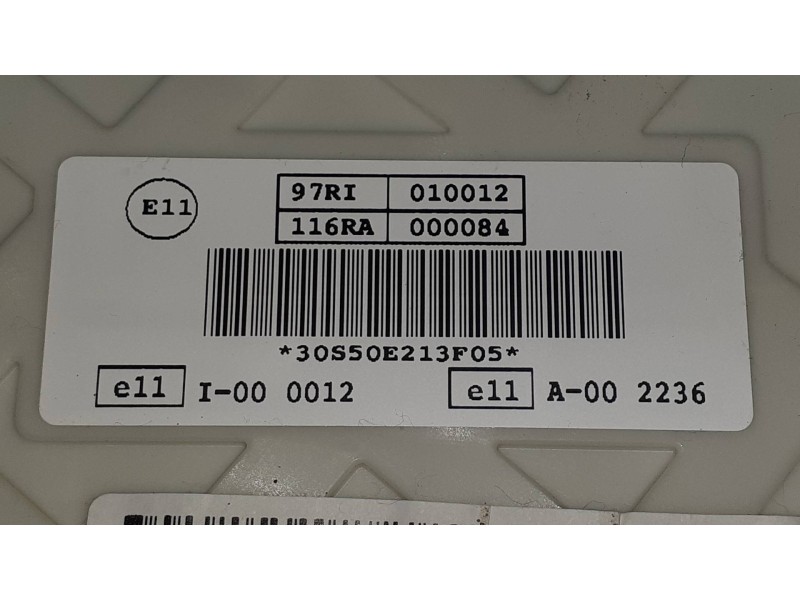 E11
97RI 010012
116RA 000084
*30S50E213F05*
e11 I-00 0012 e11 A-00 2236